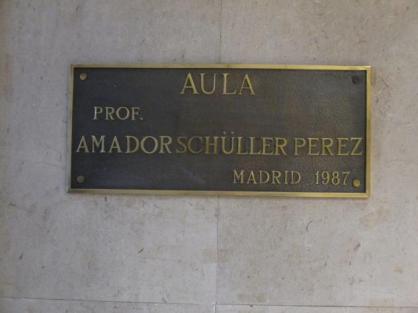 AULA
PROF.
AMADOR SCHÜLLER PEREZ
MADRID 1987